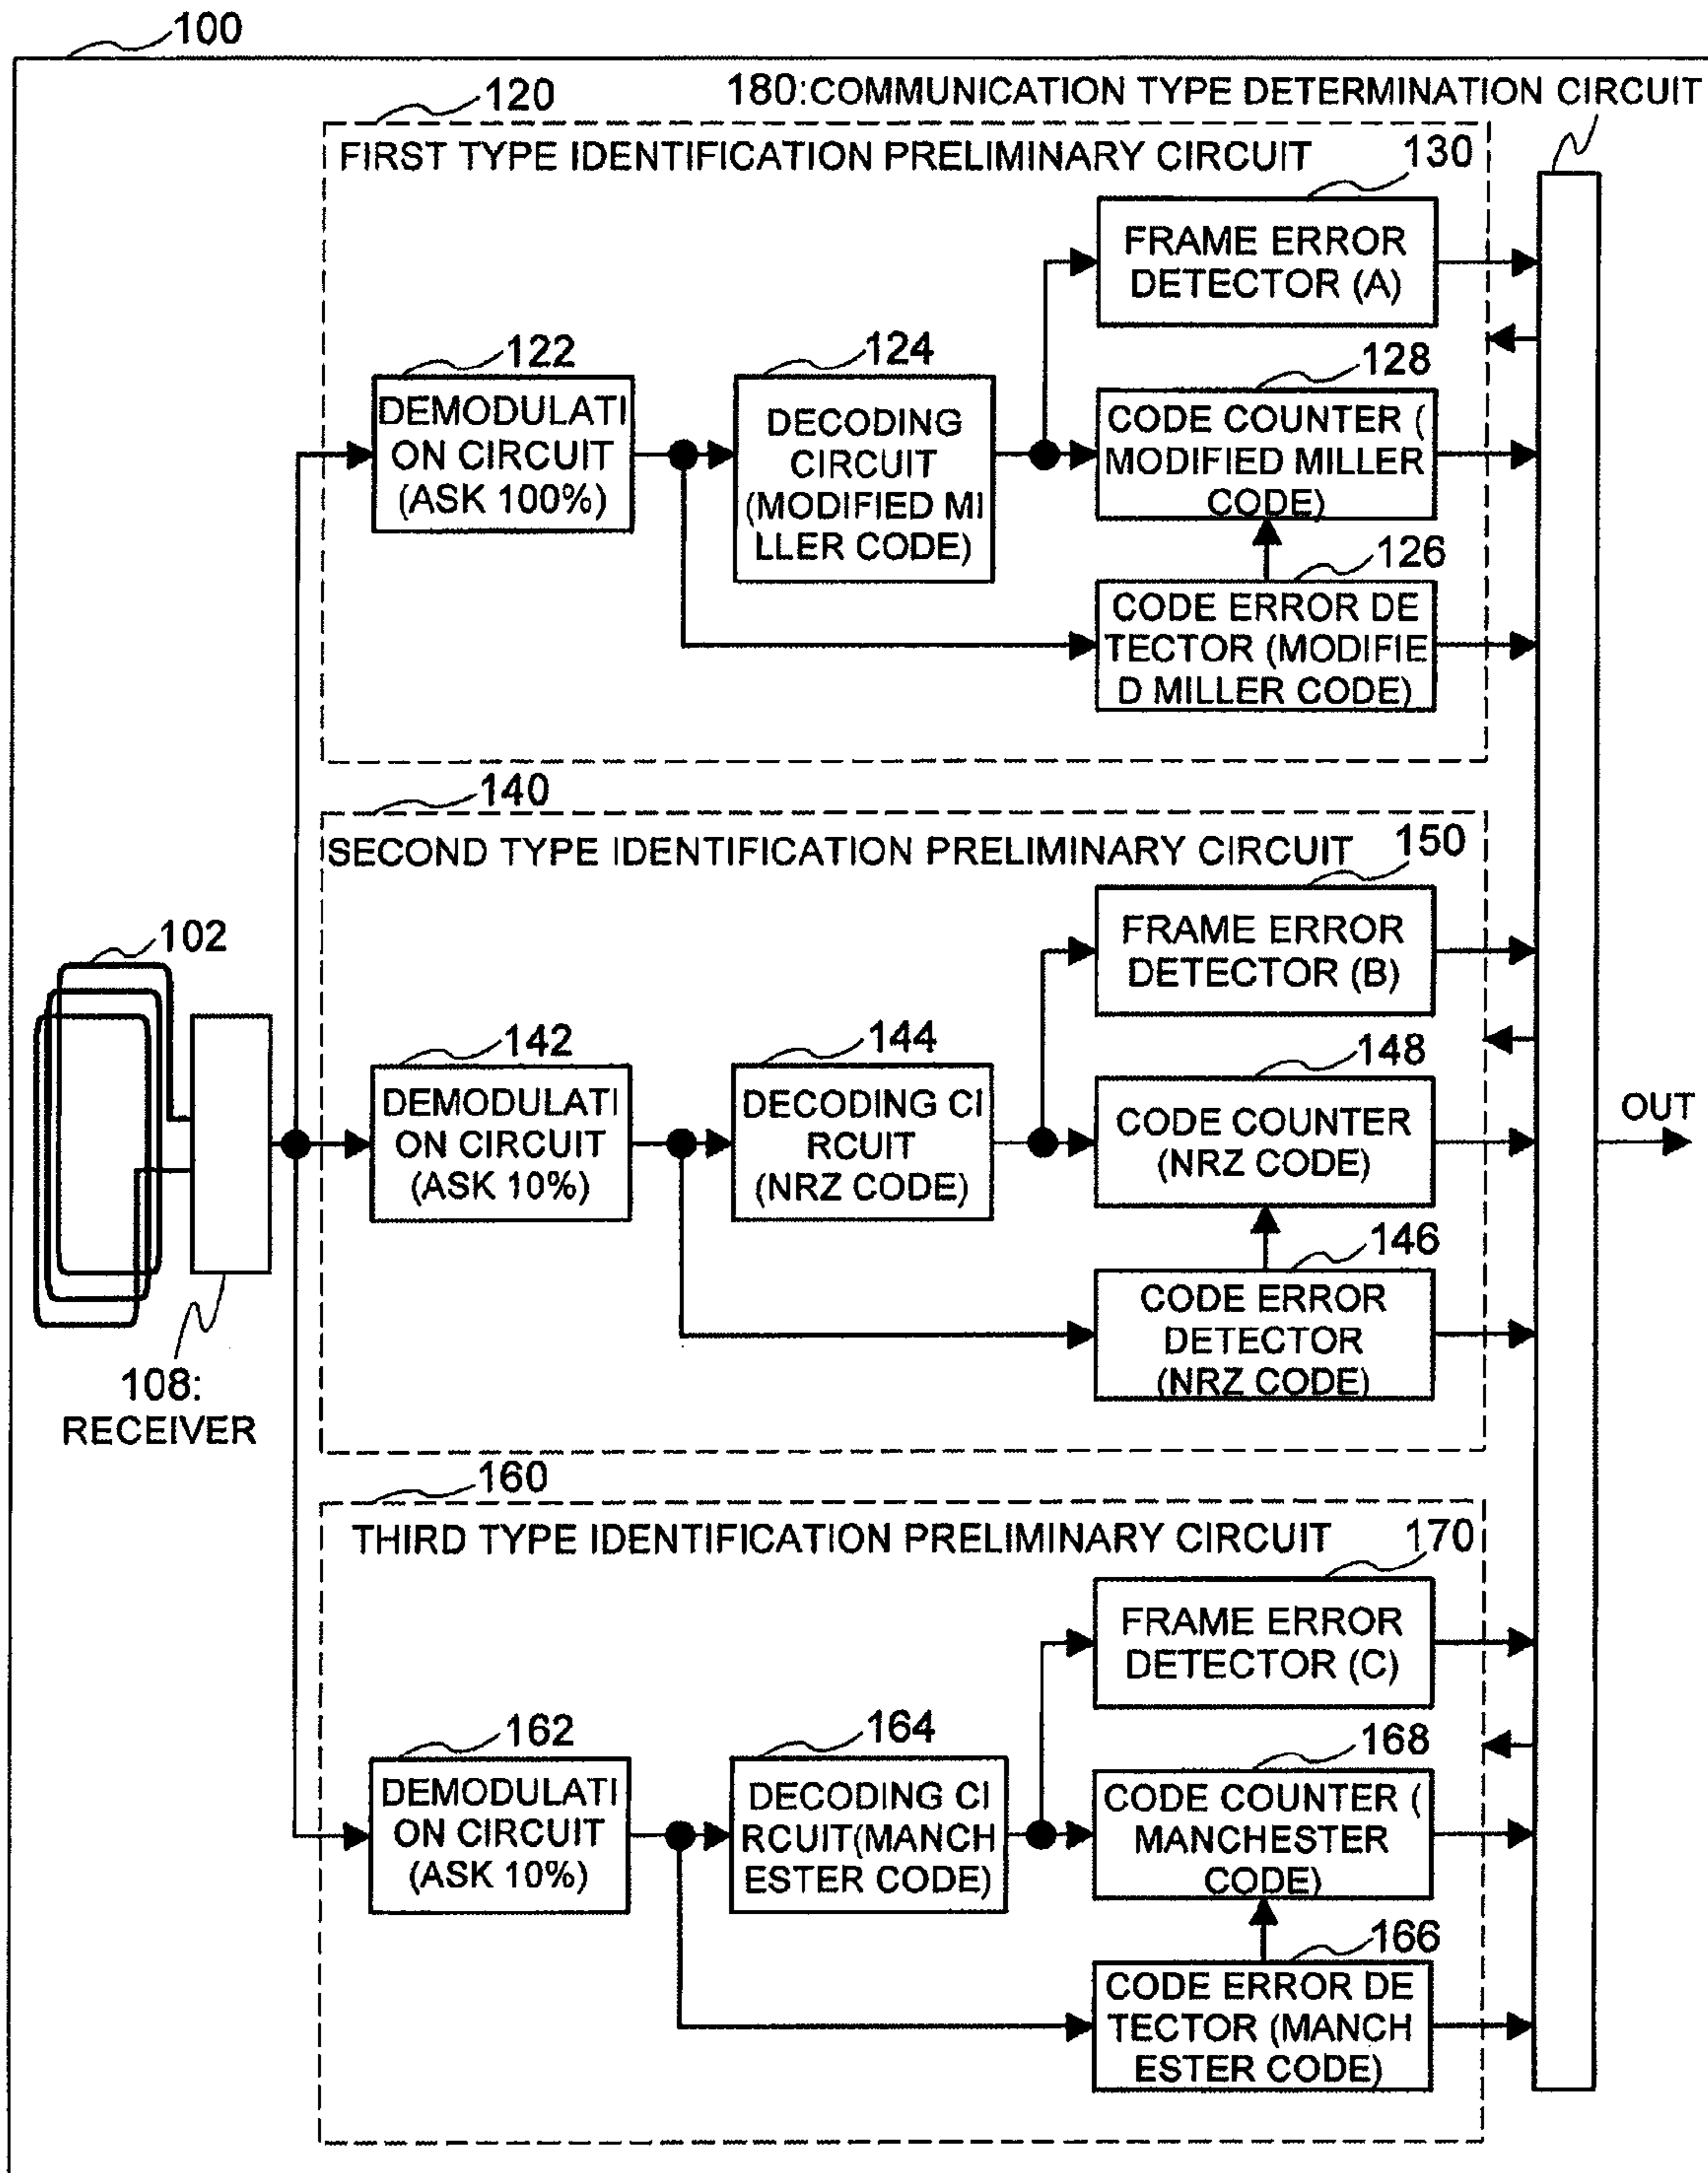 100
180:COMMUNICATION TYPE DETERMINATION CIRCUIT
120
FIRST TYPE IDENTIFICATION PRELIMINARY CIRCUIT
130
FRAME ERROR
DETECTOR (A)
122
DEMODULATI
ON CIRCUIT
(ASK 100%)
124
DECODING
CIRCUIT
(MODIFIED MI
LLER CODE)
128
CODE COUNTER (
MODIFIED MILLER
CODE)
126
CODE ERROR DE
TECTOR (MODIFIE
D MILLER CODE)
140
SECOND TYPE IDENTIFICATION PRELIMINARY CIRCUIT
150
FRAME ERROR
DETECTOR (B)
102
108:
RECEIVER
142
DEMODULATI
ON CIRCUIT
(ASK 10%)
144
DECODING CI
RCUIT
(NRZ CODE)
148
CODE COUNTER
(NRZ CODE)
OUT
146
CODE ERROR
DETECTOR
(NRZ CODE)
160
THIRD TYPE IDENTIFICATION PRELIMINARY CIRCUIT
170
FRAME ERROR
DETECTOR (C)
162
DEMODULATI
ON CIRCUIT
(ASK 10%)
164
DECODING CI
RCUIT(MANCH
ESTER CODE)
168
CODE COUNTER (
MANCHESTER
CODE)
166
CODE ERROR DE
TECTOR (MANCH
ESTER CODE)